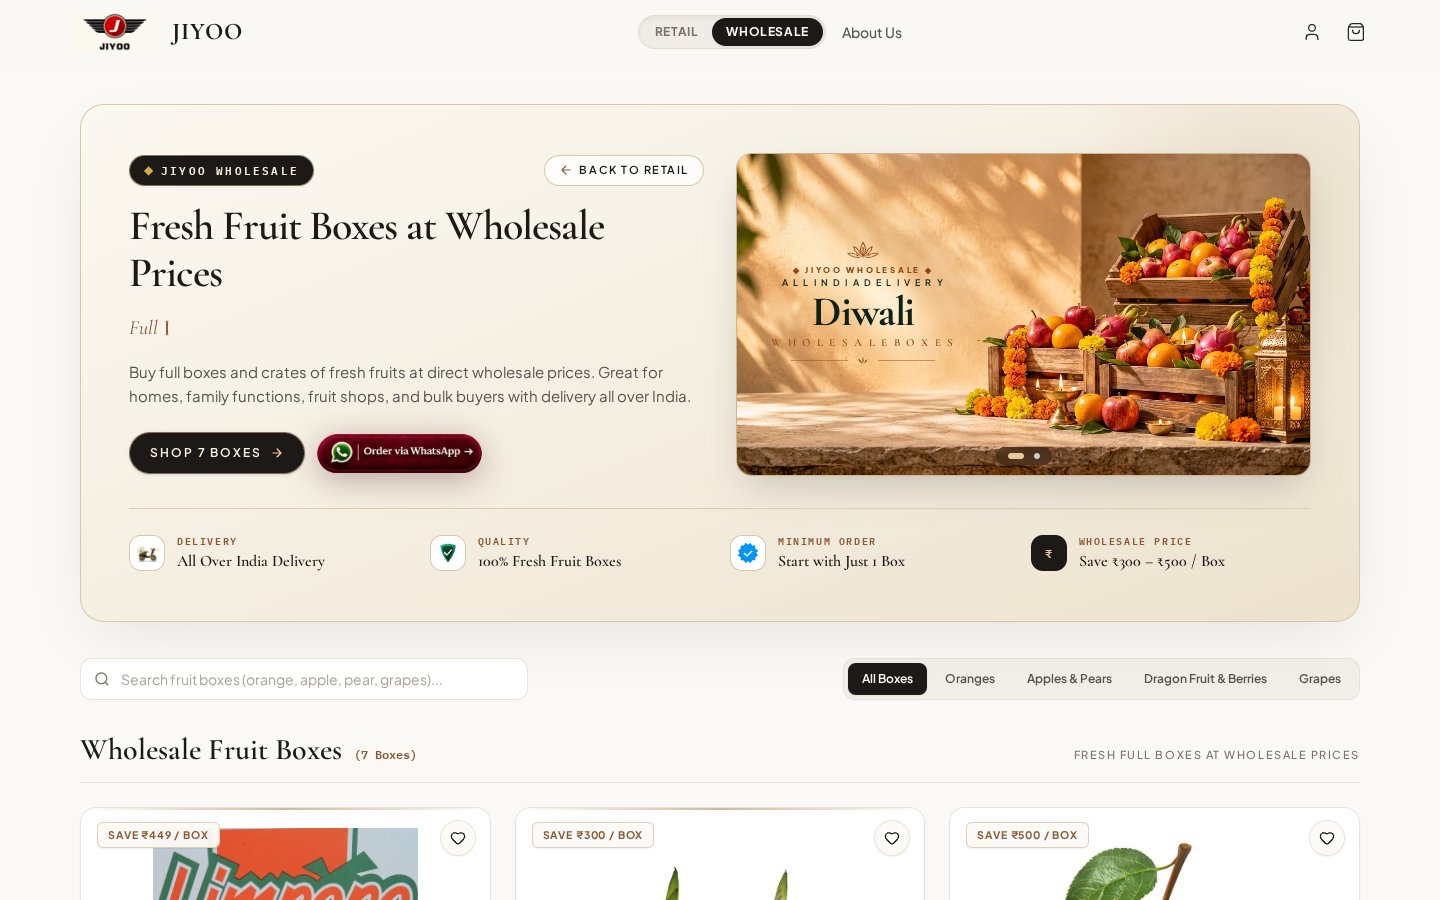 JIYOO
JIYOO
RETAIL
WHOLESALE
About Us
JIYOO WHOLESALE
BACK TO RETAIL
Fresh Fruit Boxes at Wholesale
Prices
Full
Buy full boxes and crates of fresh fruits at direct wholesale prices. Great for
homes, family functions, fruit shops, and bulk buyers with delivery all over India.
SHOP 7 BOXES →
Order via WhatsApp →
◆ JIYOO WHOLESALE ◆
ALLINDIADELIVERY
Diwali
WHOLESALEBOXES
DELIVERY
All Over India Delivery
QUALITY
100% Fresh Fruit Boxes
MINIMUM ORDER
Start with Just 1 Box
₹
WHOLESALE PRICE
Save ₹300 – ₹500 / Box
Search fruit boxes (orange, apple, pear, grapes)...
All Boxes
Oranges
Apples & Pears
Dragon Fruit & Berries
Grapes
Wholesale Fruit Boxes (7 Boxes)
FRESH FULL BOXES AT WHOLESALE PRICES
SAVE ₹449 / BOX
SAVE ₹300 / BOX
SAVE ₹500 / BOX